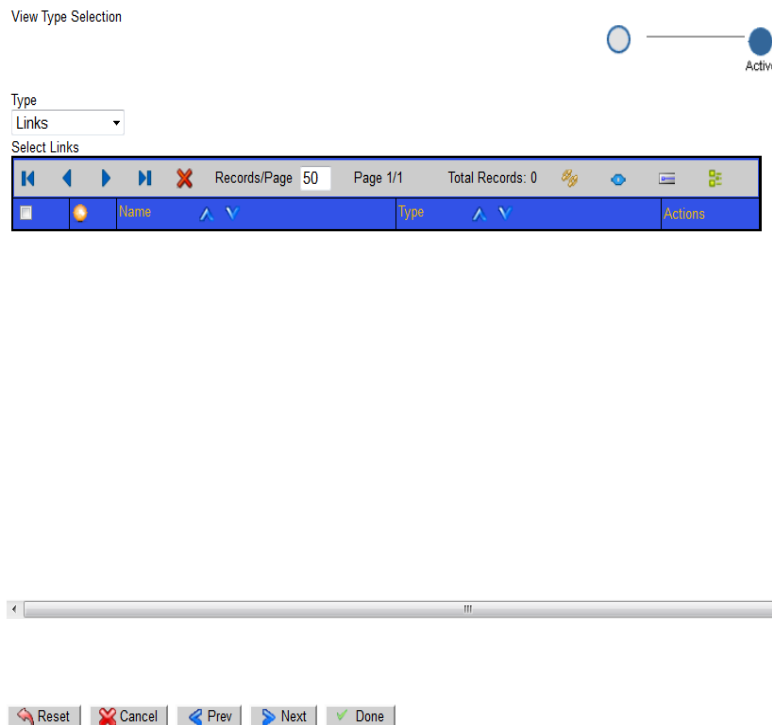 View Type Selection
Active
Type
Links
Select Links
Records/Page 50 Page 1/1 Total Records: 0
Name Type Actions
Reset Cancel Prev Next Done